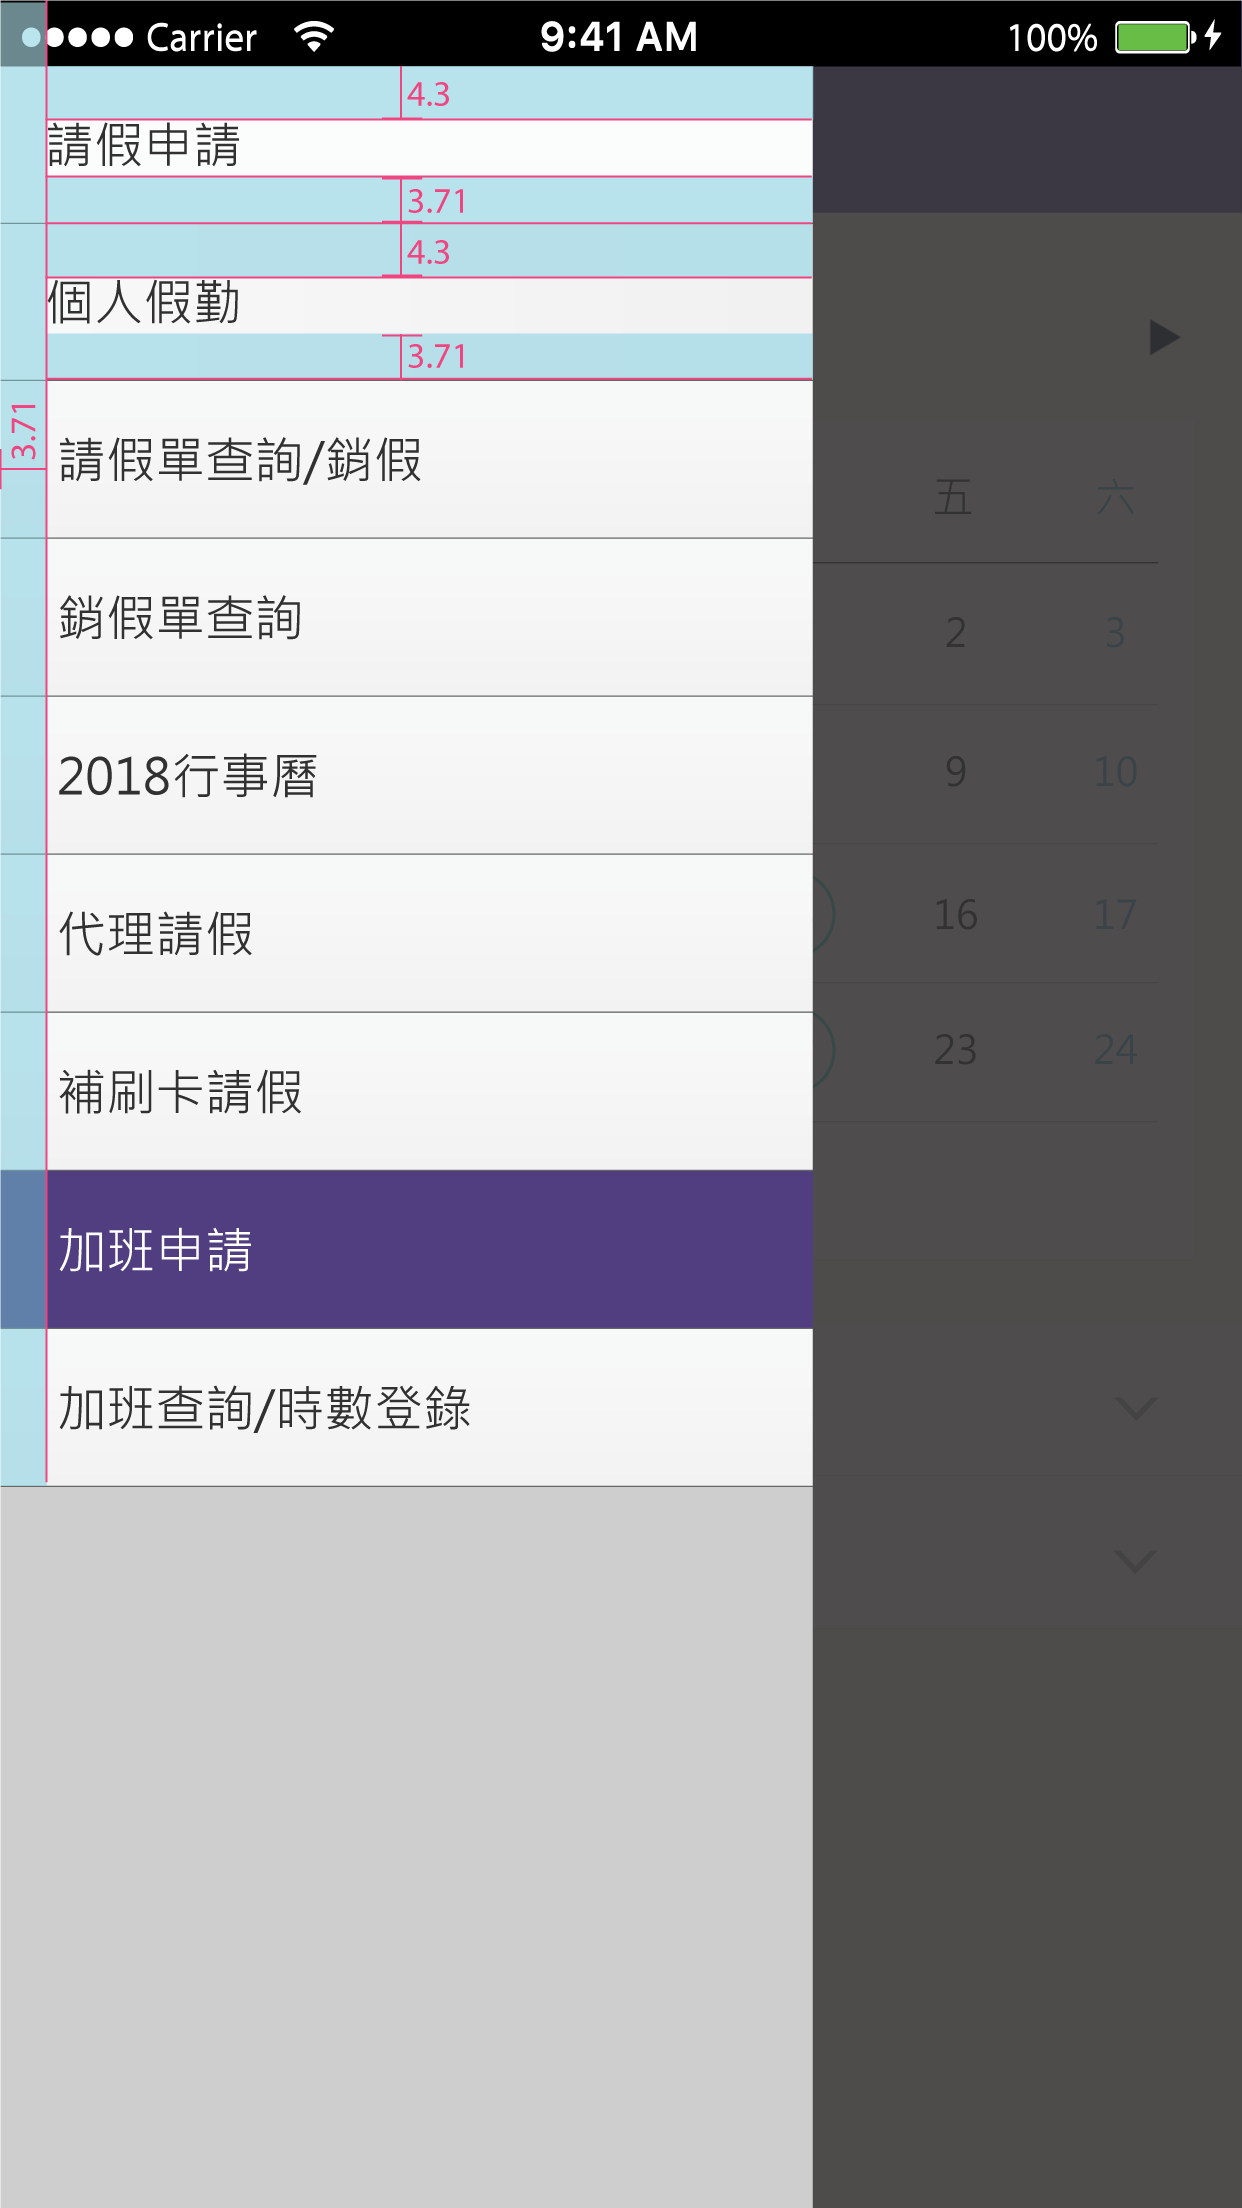 Carrier 9:41 AM 100%
4.3
請假申請
3.71
4.3
個人假勤
3.71
3.71
請假單查詢/銷假
五 六
銷假單查詢
2 3
2018行事曆
9 10
代理請假
16 17
補刷卡請假
23 24
加班申請
加班查詢/時數登錄